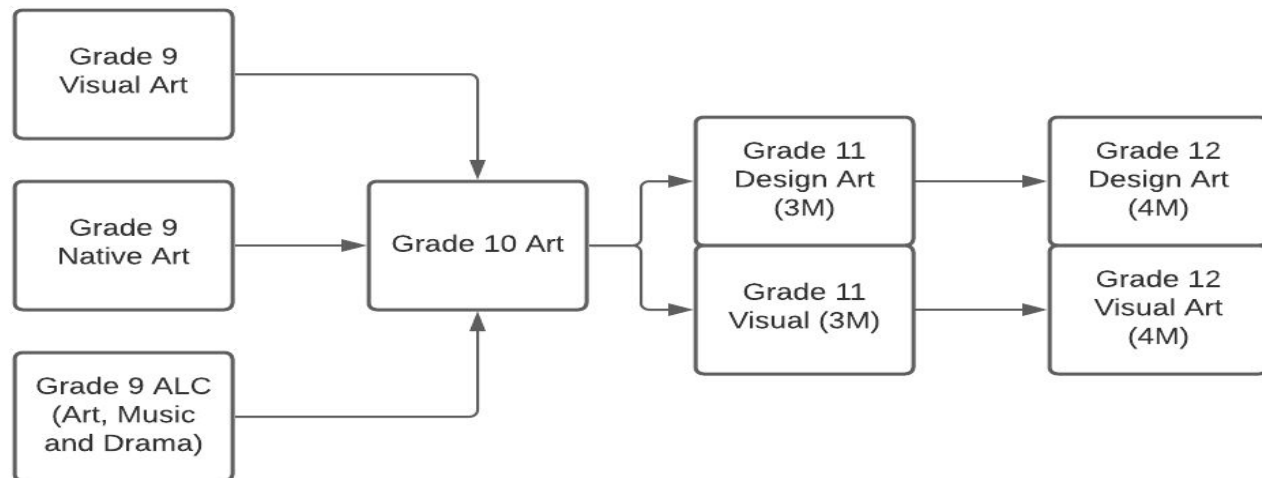 Grade 9
Visual Art
Grade 9
Native Art
Grade 9 ALC
(Art, Music
and Drama)
Grade 10 Art
Grade 11
Design Art
(3M)
Grade 11
Visual (3M)
Grade 12
Design Art
(4M)
Grade 12
Visual Art
(4M)